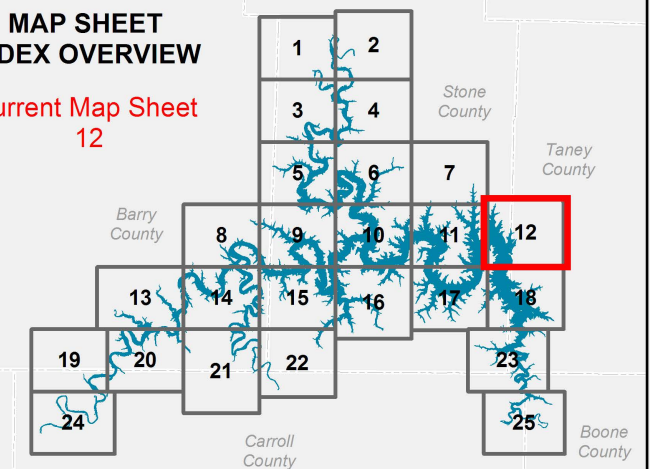 MAP SHEET
DEX OVERVIEW
urrent Map Sheet
12
1
2
3
4
Stone
County
5
6
7
Taney
County
Barry
County
8
9
10
11
12
13
14
15
16
17
18
19
20
21
22
23
24
25
Carroll
County
Boone
County